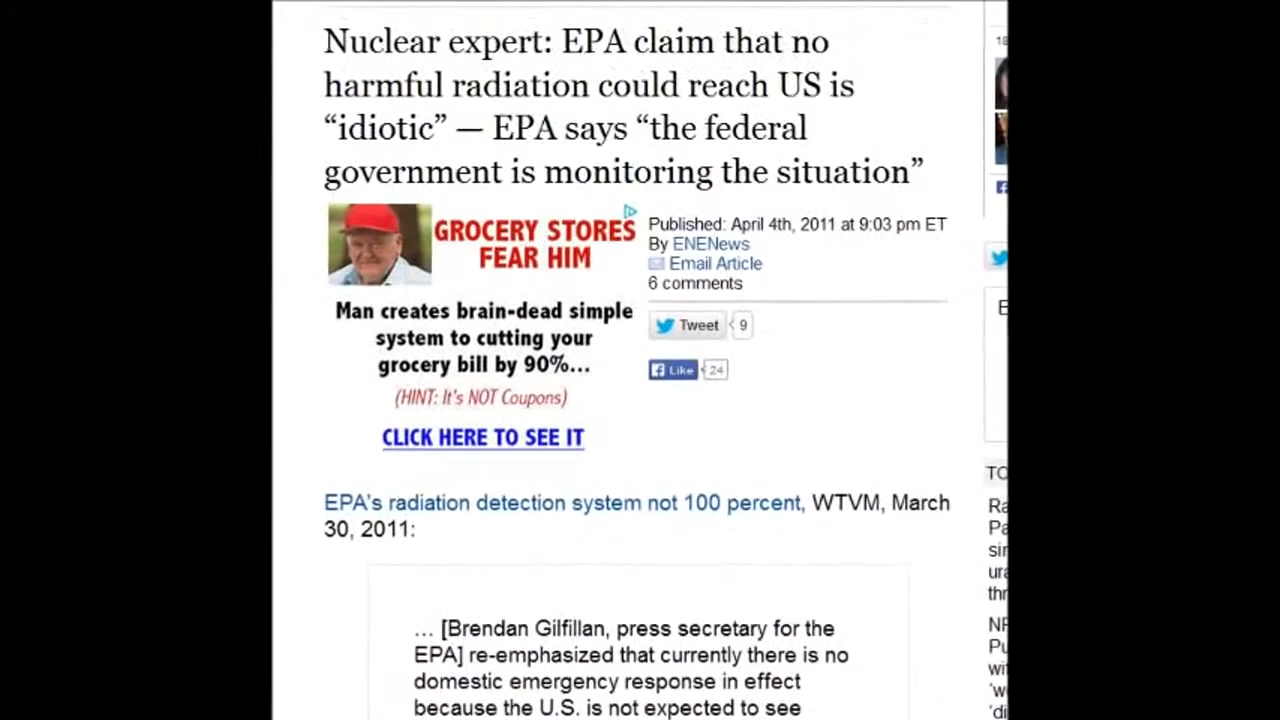 Nuclear expert: EPA claim that no
harmful radiation could reach US is
“idiotic” — EPA says “the federal
government is monitoring the situation”
GROCERY STORES
FEAR HIM
Man creates brain-dead simple
system to cutting your
grocery bill by 90%...
(HINT: It's NOT Coupons)
CLICK HERE TO SEE IT
Published: April 4th, 2011 at 9:03 pm ET
By ENENews
Email Article
6 comments
Tweet 9
Like 24
EPA’s radiation detection system not 100 percent, WTVM, March
30, 2011:
… [Brendan Gilfillan, press secretary for the
EPA] re-emphasized that currently there is no
domestic emergency response in effect
because the U.S. is not expected to see